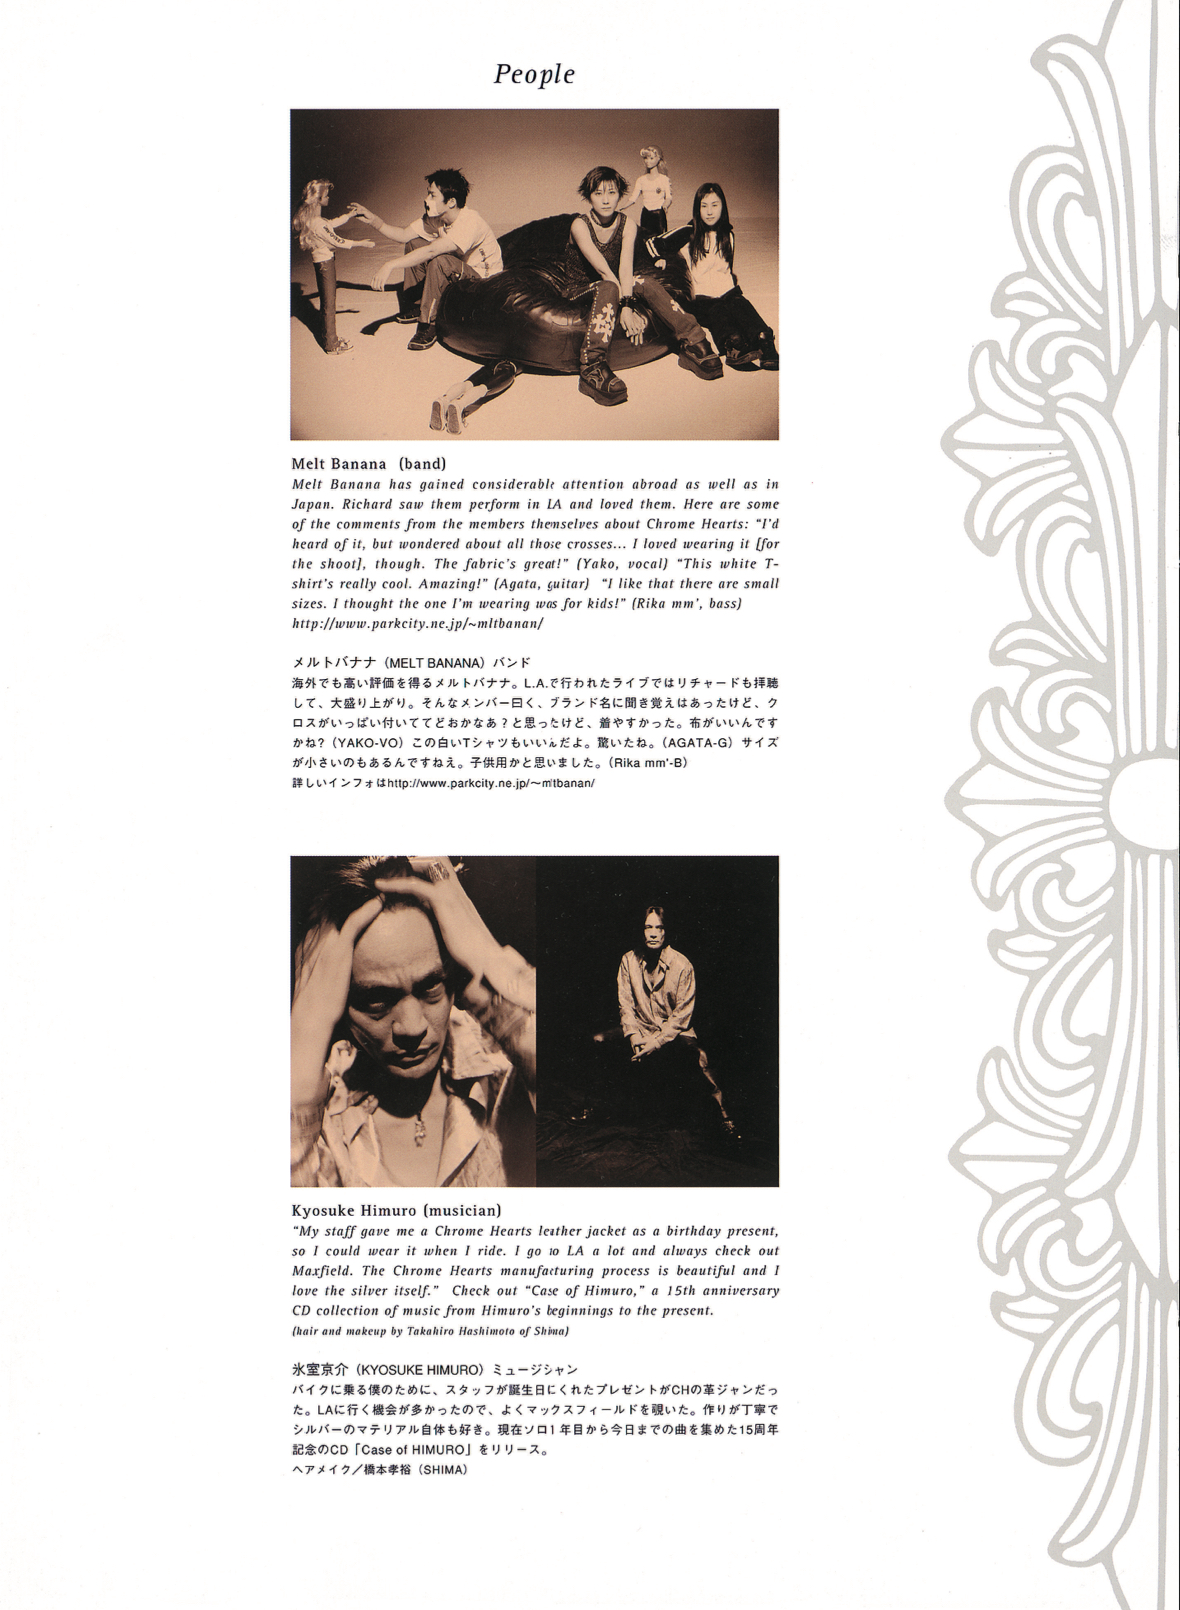 People
Melt Banana (band)
Melt Banana has gained considerable attention abroad as well as in
Japan. Richard saw them perform in LA and loved them. Here are some
of the comments from the members themselves about Chrome Hearts: “I’d
heard of it, but wondered about all those crosses... I loved wearing it [for
the shoot], though. The fabric’s great!” (Yako, vocal) “This white T-
shirt’s really cool. Amazing!” (Agata, guitar) “I like that there are small
sizes. I thought the one I’m wearing was for kids!” (Rika mm’, bass)
http://www.parkcity.ne.jp/~mltbanan/
メルトバナナ（MELT BANANA）バンド
海外でも高い評価を得るメルトバナナ。L.A.で行われたライブではリチャードも拝聴
して、大盛り上がり。そんなメンバー曰く、ブランド名に聞き覚えはあったけど、ク
ロスがいっぱい付いててどおかなあ？と思ったけど、着やすかった。布がいいんです
かね?（YAKO-VO）この白いTシャツもいいんだよ。驚いたね。（AGATA-G）サイズ
が小さいのもあるんですねえ。子供用かと思いました。（Rika mm'-B）
詳しいインフォはhttp://www.parkcity.ne.jp/～mltbanan/
Kyosuke Himuro (musician)
“My staff gave me a Chrome Hearts leather jacket as a birthday present,
so I could wear it when I ride. I go to LA a lot and always check out
Maxfield. The Chrome Hearts manufacturing process is beautiful and I
love the silver itself.” Check out “Case of Himuro,” a 15th anniversary
CD collection of music from Himuro’s beginnings to the present.
(hair and makeup by Takahiro Hashimoto of Shima)
氷室京介（KYOSUKE HIMURO）ミュージシャン
バイクに乗る僕のために、スタッフが誕生日にくれたプレゼントがCHの革ジャンだっ
た。LAに行く機会が多かったので、よくマックスフィールドを覗いた。作りが丁寧で
シルバーのマテリアル自体も好き。現在ソロ1年目から今日までの曲を集めた15周年
記念のCD「Case of HIMURO」をリリース。
ヘアメイク／橋本孝裕（SHIMA）